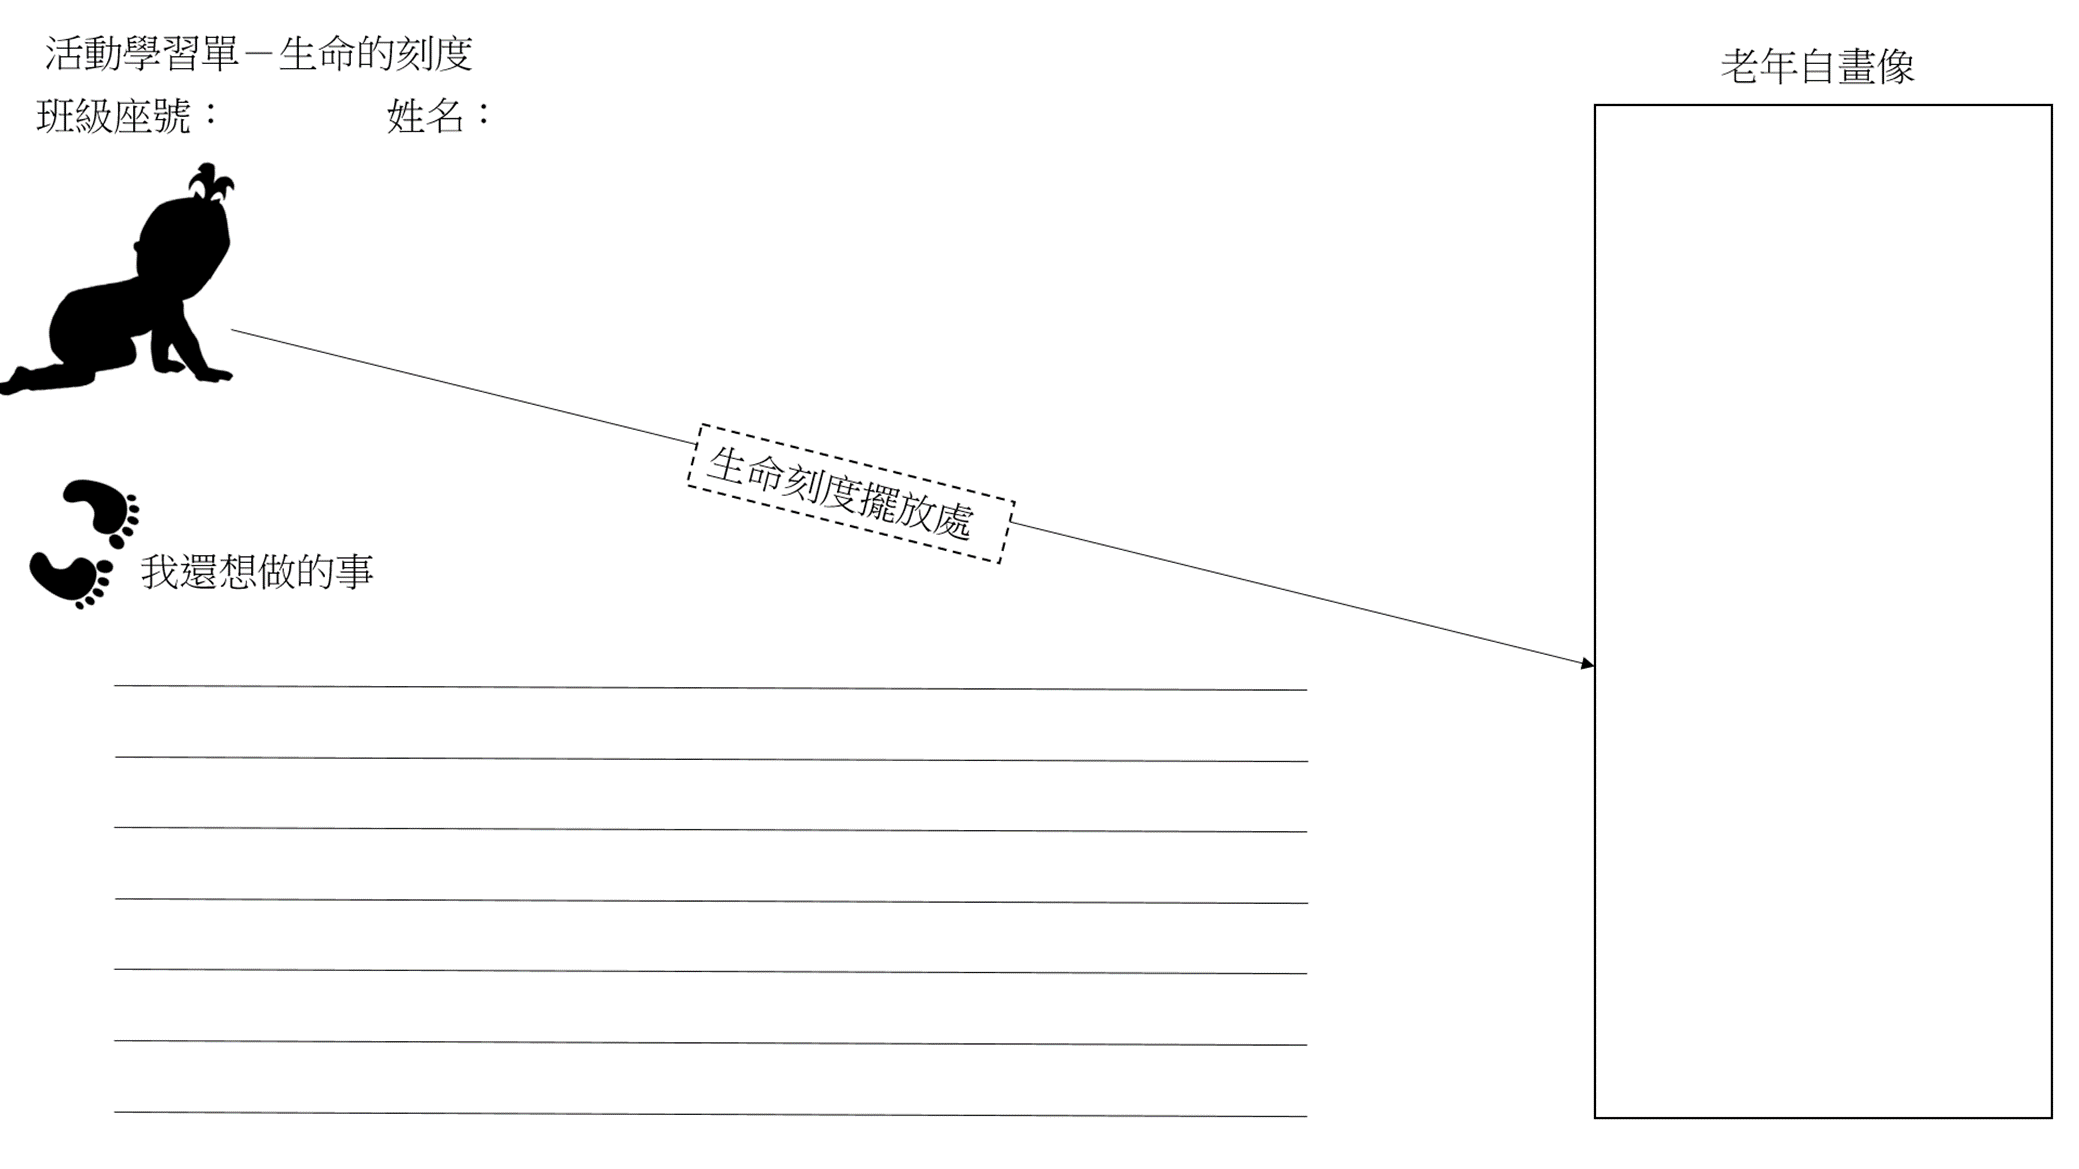 活動學習單－生命的刻度
班級座號： 姓名：
老年自畫像
生命刻度擺放處
我還想做的事